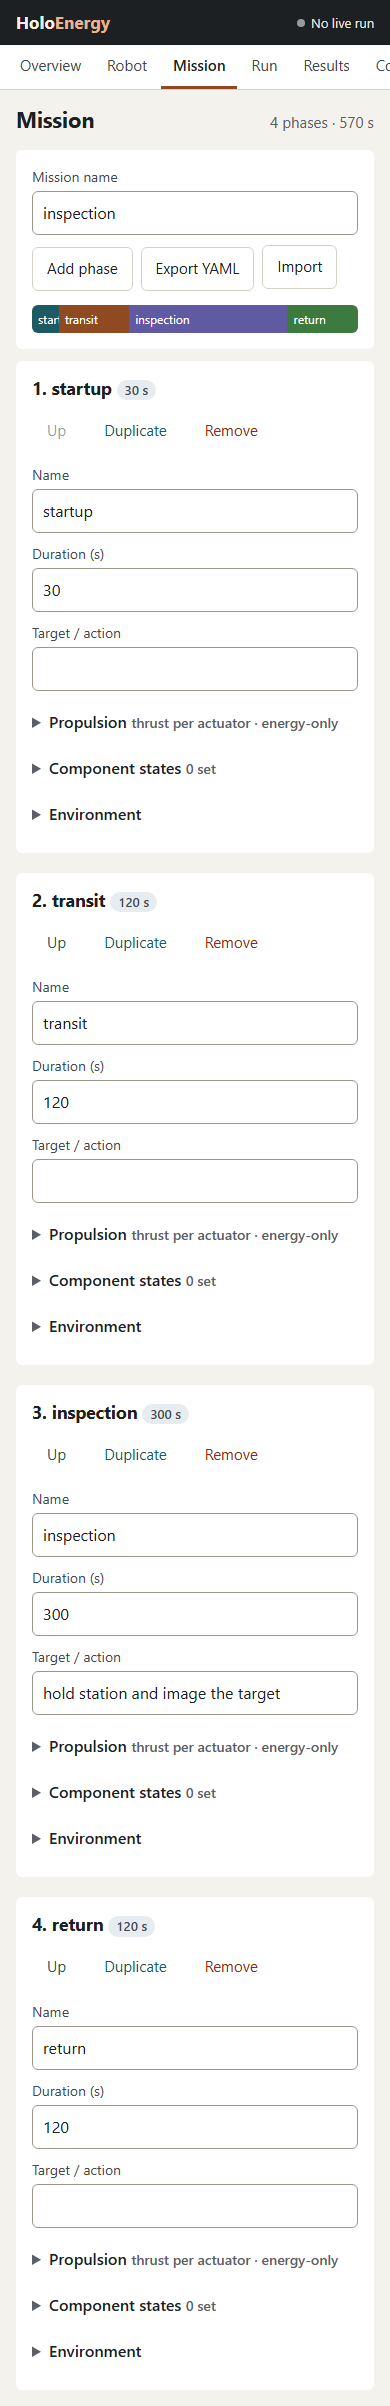 HoloEnergy No live run
Overview Robot Mission Run Results Co
Mission 4 phases · 570 s
Mission name
inspection
Add phase Export YAML Import
start transit inspection return
1. startup 30 s
Up Duplicate Remove
Name
startup
Duration (s)
30
Target / action
▶ Propulsion thrust per actuator · energy-only
▶ Component states 0 set
▶ Environment
2. transit 120 s
Up Duplicate Remove
Name
transit
Duration (s)
120
Target / action
▶ Propulsion thrust per actuator · energy-only
▶ Component states 0 set
▶ Environment
3. inspection 300 s
Up Duplicate Remove
Name
inspection
Duration (s)
300
Target / action
hold station and image the target
▶ Propulsion thrust per actuator · energy-only
▶ Component states 0 set
▶ Environment
4. return 120 s
Up Duplicate Remove
Name
return
Duration (s)
120
Target / action
▶ Propulsion thrust per actuator · energy-only
▶ Component states 0 set
▶ Environment